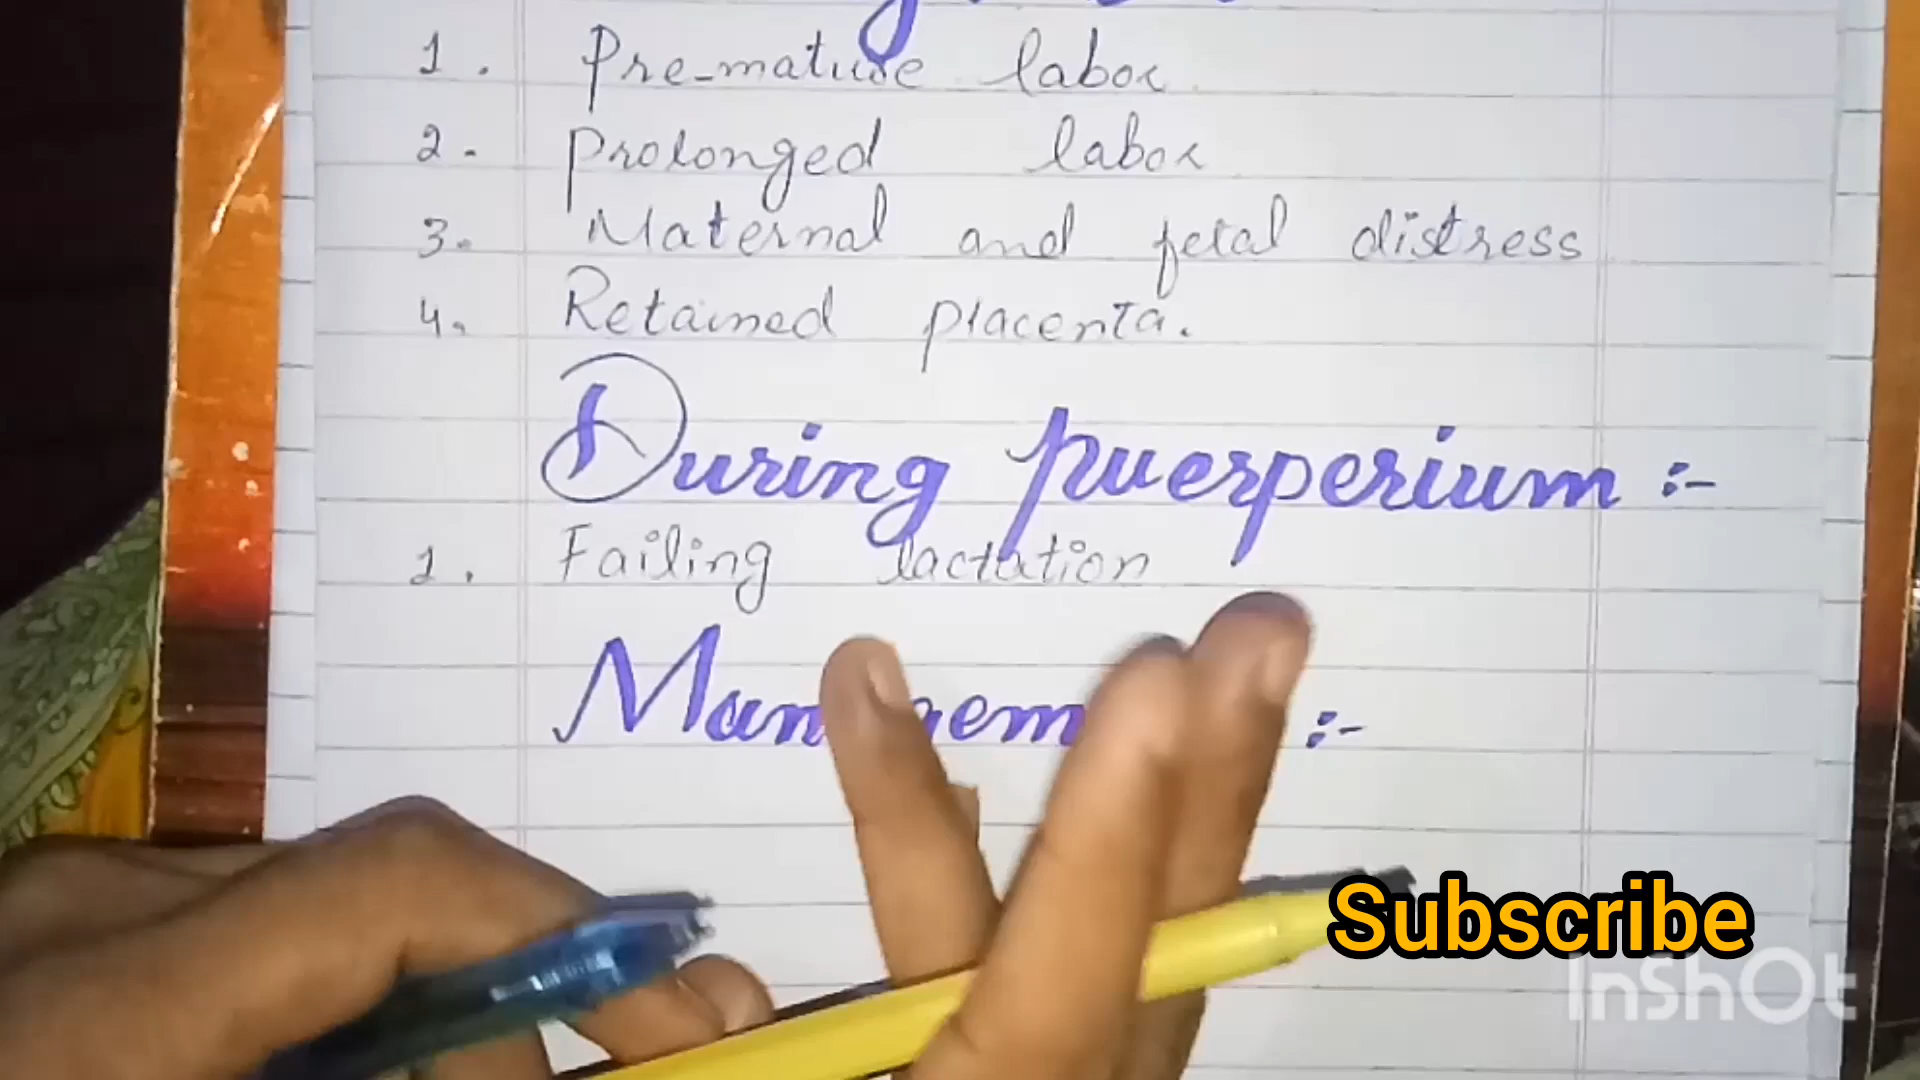 1. Pre-mature labor
2. Prolonged labor
3. Maternal and fetal distress
4. Retained placenta.
During puerperium :-
1. Failing lactation
:-
Subscribe
InShOt